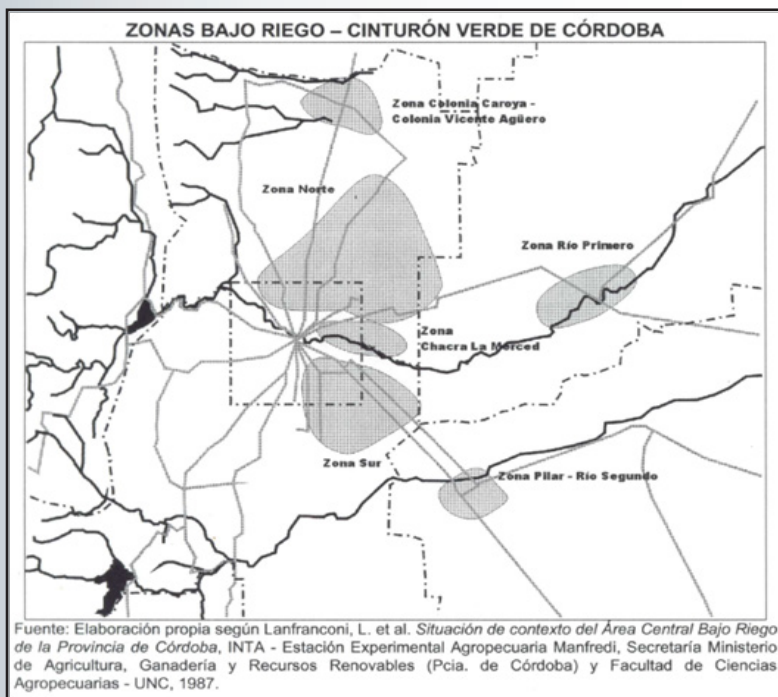 ZONAS BAJO RIEGO – CINTURÓN VERDE DE CÓRDOBA
Zona Colonia Caroya -
Colonia Vicente Agüero
Zona Norte
Zona Río Primero
Zona
Chacra La Merced
Zona Sur
Zona Pilar - Río Segundo
Fuente: Elaboración propia según Lanfranconi, L. et al. Situación de contexto del Área Central Bajo Riego
de la Provincia de Córdoba, INTA - Estación Experimental Agropecuaria Manfredi, Secretaría Ministerio
de Agricultura, Ganadería y Recursos Renovables (Pcia. de Córdoba) y Facultad de Ciencias
Agropecuarias - UNC, 1987.